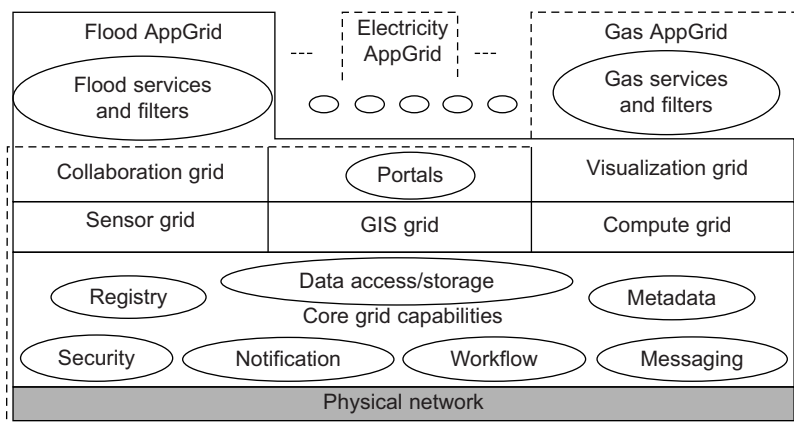 Flood AppGrid
Electricity
AppGrid
Gas AppGrid
Flood services
and filters
Gas services
and filters
Collaboration grid
Portals
Visualization grid
Sensor grid
GIS grid
Compute grid
Data access/storage
Registry
Metadata
Core grid capabilities
Security
Notification
Workflow
Messaging
Physical network